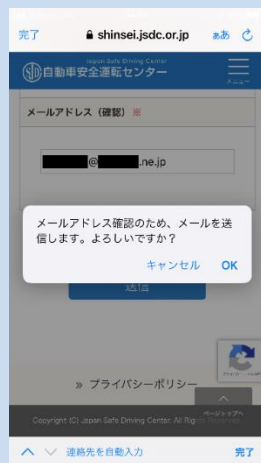 完了 shinsei.jsdc.or.jp ぁあ
Japan Safe Driving Center
自動車安全運転センター
メニュー
メールアドレス（確認）※
@ .ne.jp
メールアドレス確認のため、メールを送
信します。よろしいですか？
キャンセル OK
送信
» プライバシーポリシー
ページトップへ
Copyright (C) Japan Safe Driving Center. All Rights Reserved.
連絡先を自動入力 完了